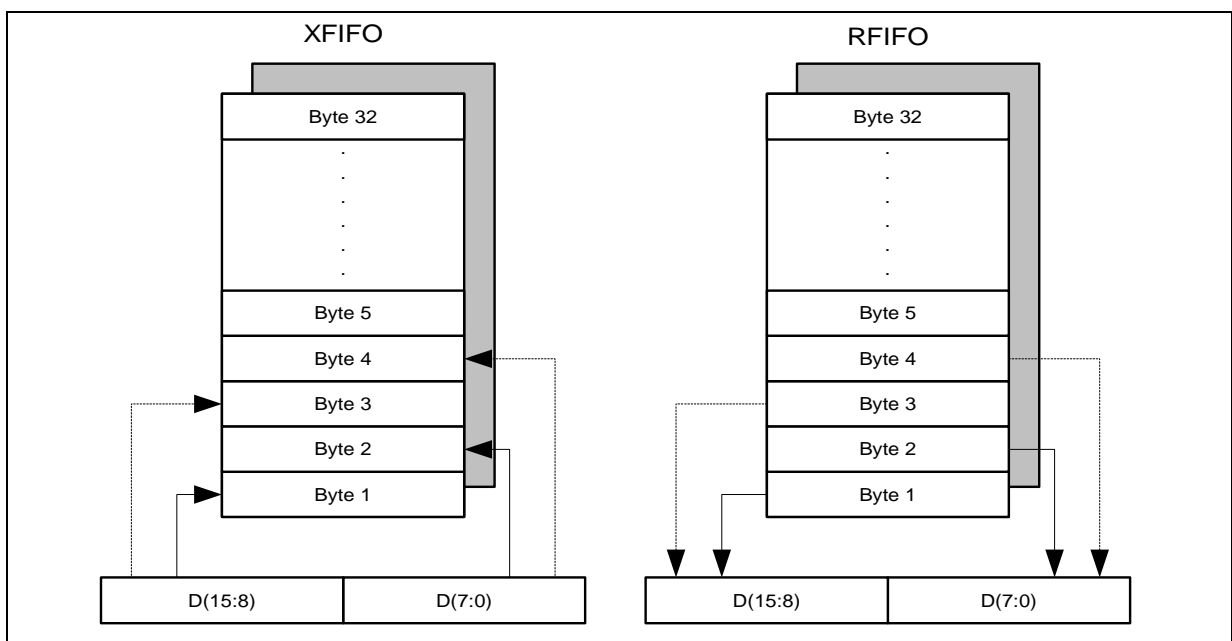 XFIFO
RFIFO
Byte 32
Byte 32
.
.
.
.
.
.
.
.
.
.
.
.
Byte 5
Byte 5
Byte 4
Byte 4
Byte 3
Byte 3
Byte 2
Byte 2
Byte 1
Byte 1
D(15:8)
D(7:0)
D(15:8)
D(7:0)